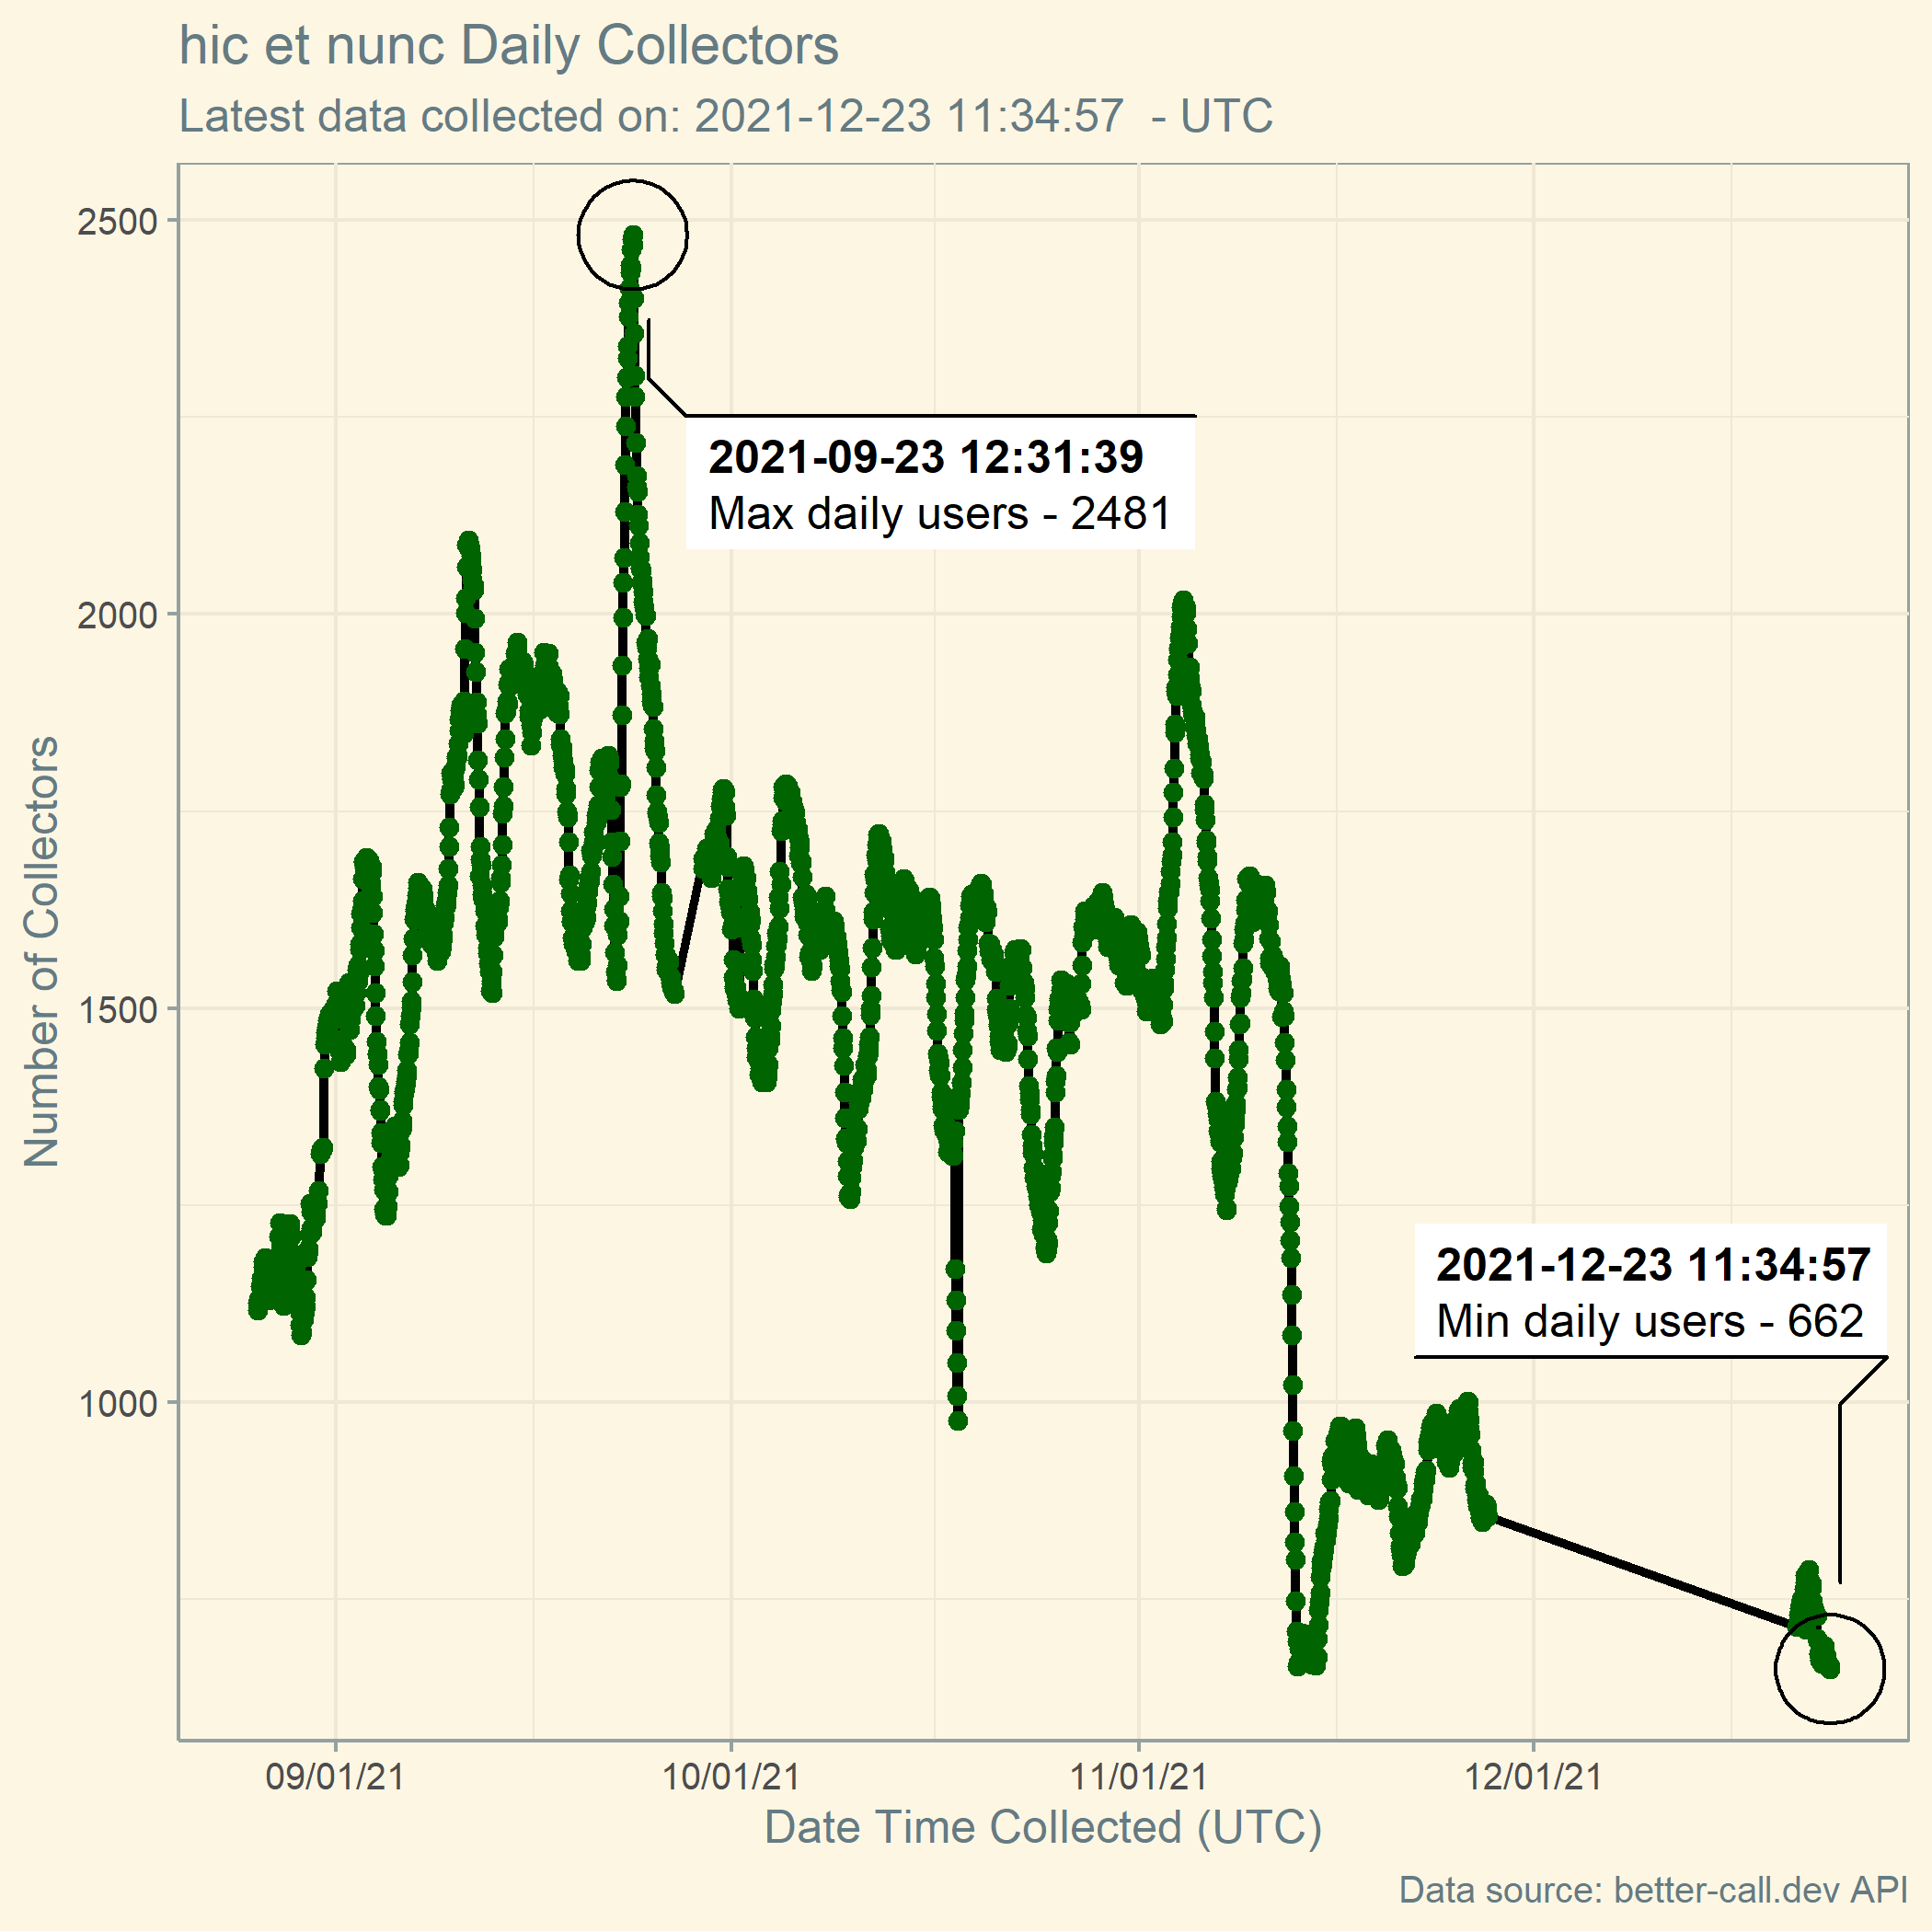 hic et nunc Daily Collectors
Latest data collected on: 2021-12-23 11:34:57  - UTC
Number of Collectors
2500
2000
1500
1000
2021-09-23 12:31:39
Max daily users - 2481
2021-12-23 11:34:57
Min daily users - 662
09/01/21
10/01/21
11/01/21
12/01/21
Date Time Collected (UTC)
Data source: better-call.dev API